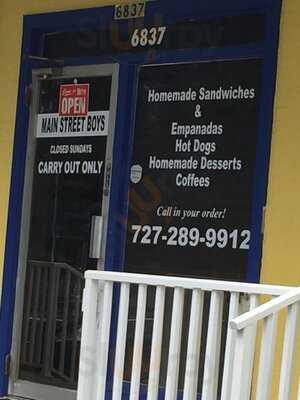 6837
6837
OPEN
MAIN STREET BOYS
CLOSED SUNDAYS
CARRY OUT ONLY
Homemade Sandwiches
&
Empanadas
Hot Dogs
Homemade Desserts
Coffees
Call in your order!
727-289-9912